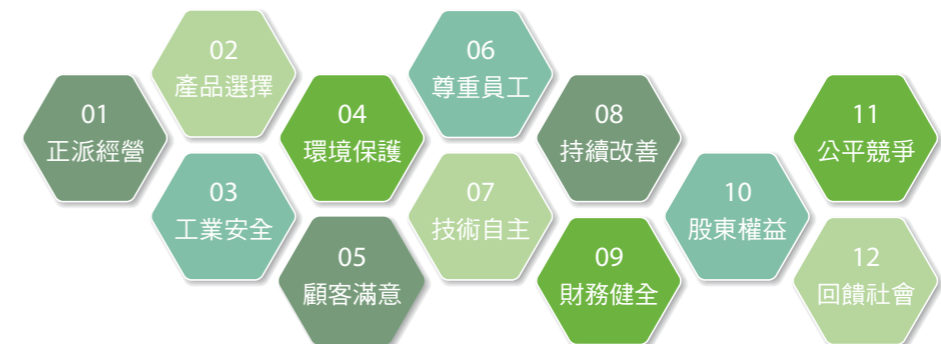 01
正派經營
02
產品選擇
03
工業安全
04
環境保護
05
顧客滿意
06
尊重員工
07
技術自主
08
持續改善
09
財務健全
10
股東權益
11
公平競爭
12
回饋社會